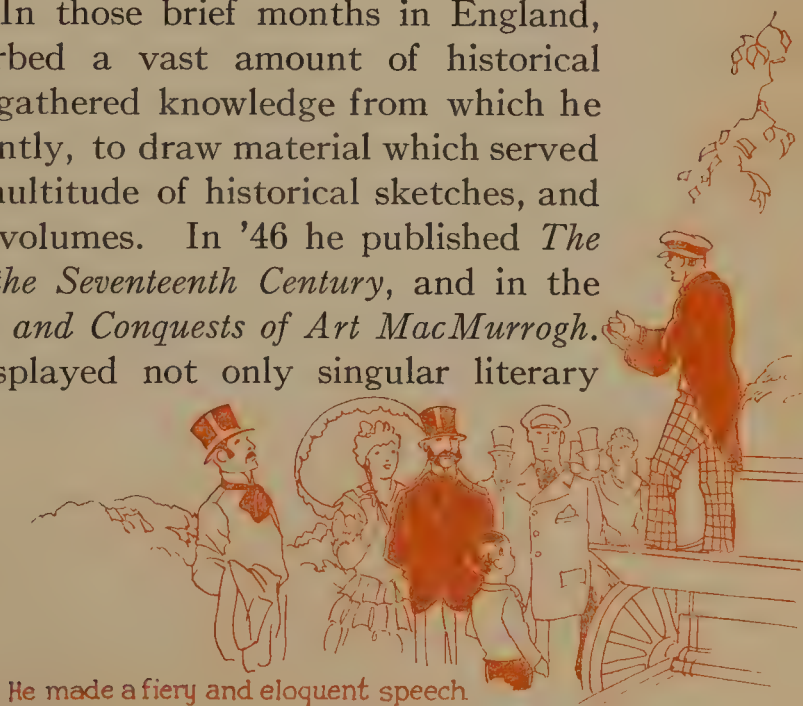 In those brief months in England,
rbed a vast amount of historical
gathered knowledge from which he
ntly, to draw material which served
ultitude of historical sketches, and
volumes. In '46 he published The
the Seventeenth Century, and in the
and Conquests of Art MacMurrogh.
splayed not only singular literary
He made a fiery and eloquent speech